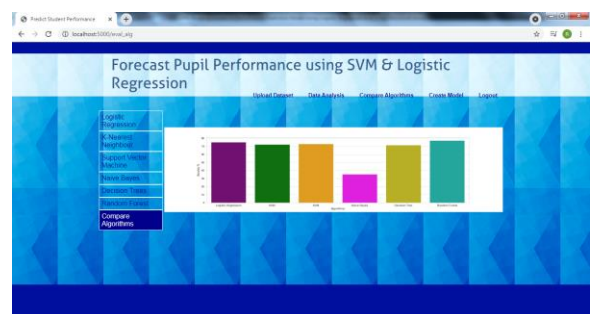 Predict Student Performance
localhost:5000/eval_alg
Forecast Pupil Performance using SVM & Logistic
Regression
Upload Dataset Data Analysis Compare Algorithms Create Model Logout
Logistic
Regression
K-Nearest
Neighbour
Support Vector
Machine
Naive Bayes
Decision Trees
Random Forest
Compare
Algorithms